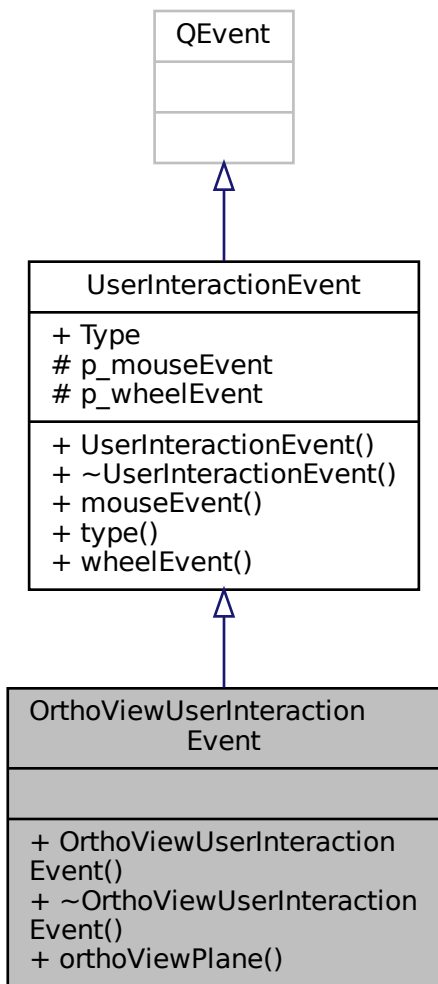 QEvent
UserInteractionEvent
+ Type
# p_mouseEvent
# p_wheelEvent
+ UserInteractionEvent()
+ ~UserInteractionEvent()
+ mouseEvent()
+ type()
+ wheelEvent()
OrthoViewUserInteraction
Event
+ OrthoViewUserInteraction
Event()
+ ~OrthoViewUserInteraction
Event()
+ orthoViewPlane()